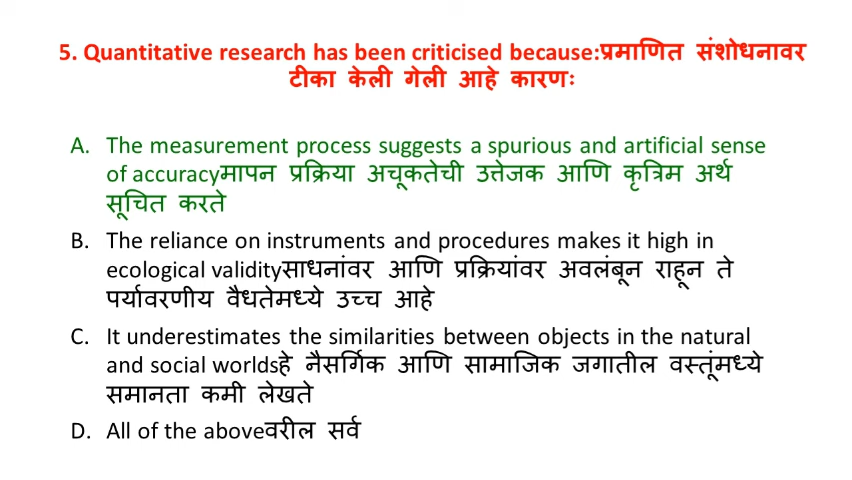 5. Quantitative research has been criticised because:प्रमाणित संशोधनावर
टीका केली गेली आहे कारणः
A. The measurement process suggests a spurious and artificial sense
of accuracyमापन प्रक्रिया अचूकतेची उत्तेजक आणि कृत्रिम अर्थ
सूचित करते
B. The reliance on instruments and procedures makes it high in
ecological validityसाधनांवर आणि प्रक्रियांवर अवलंबून राहून ते
पर्यावरणीय वैधतेमध्ये उच्च आहे
C. It underestimates the similarities between objects in the natural
and social worldsहे नैसर्गिक आणि सामाजिक जगातील वस्तूंमध्ये
समानता कमी लेखते
D. All of the aboveवरील सर्व